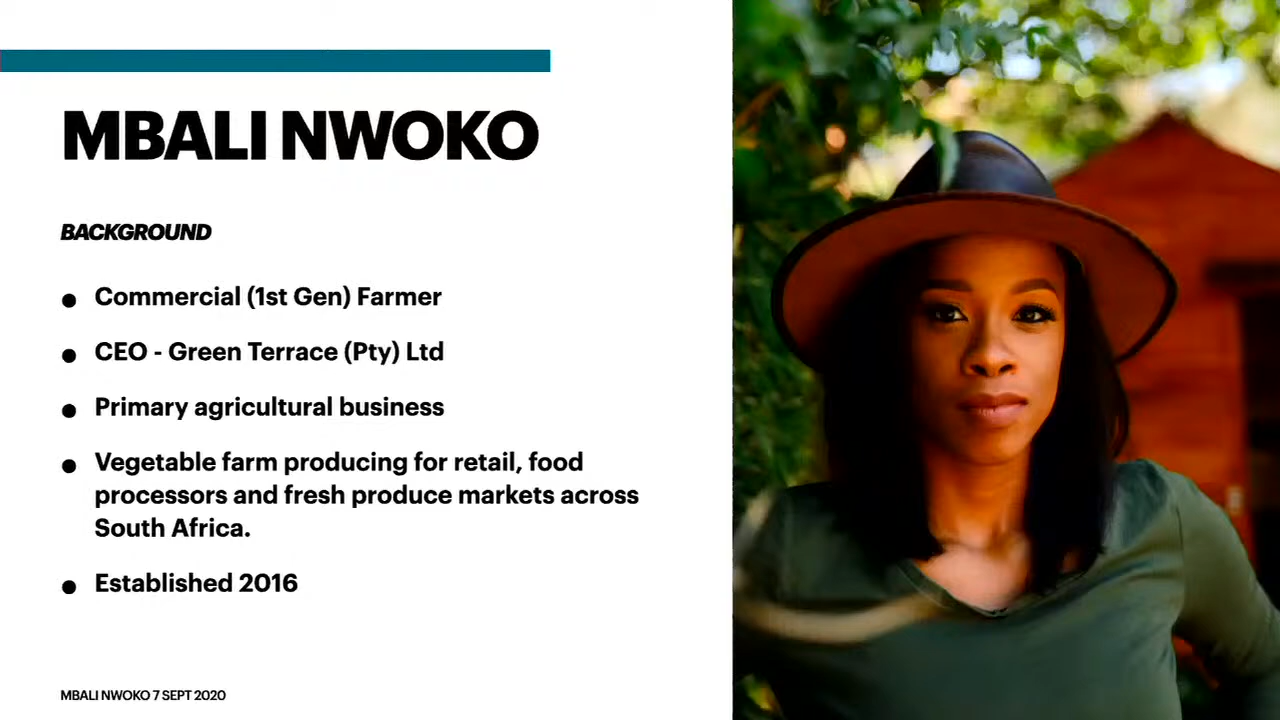 MBALI NWOKO
BACKGROUND
● Commercial (1st Gen) Farmer
● CEO - Green Terrace (Pty) Ltd
● Primary agricultural business
● Vegetable farm producing for retail, food
processors and fresh produce markets across
South Africa.
● Established 2016
MBALI NWOKO 7 SEPT 2020